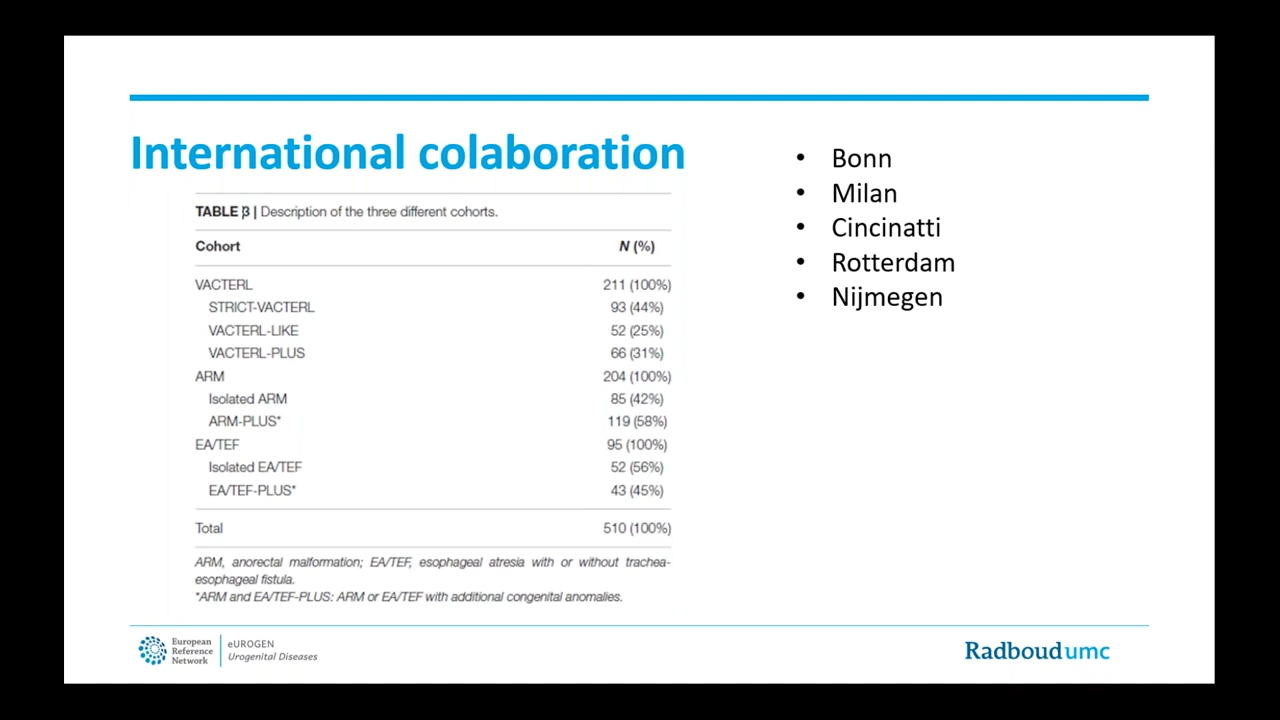 International colaboration
TABLE 3 | Description of the three different cohorts.
Cohort N (%)
VACTERL 211 (100%)
STRICT-VACTERL 93 (44%)
VACTERL-LIKE 52 (25%)
VACTERL-PLUS 66 (31%)
ARM 204 (100%)
Isolated ARM 85 (42%)
ARM-PLUS* 119 (58%)
EA/TEF 95 (100%)
Isolated EA/TEF 52 (56%)
EA/TEF-PLUS* 43 (45%)
Total 510 (100%)
ARM, anorectal malformation; EA/TEF, esophageal atresia with or without trachea-
esophageal fistula.
*ARM and EA/TEF-PLUS: ARM or EA/TEF with additional congenital anomalies.
• Bonn
• Milan
• Cincinatti
• Rotterdam
• Nijmegen
European
Reference
Network
eUROGEN
Urogenital Diseases
Radboudumc